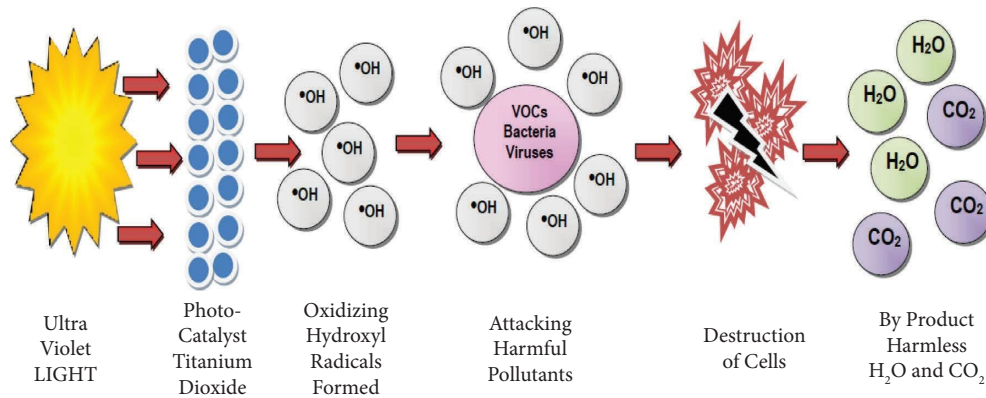 •OH
•OH
•OH
•OH
•OH
•OH
•OH
•OH
VOCs
Bacteria
Viruses
•OH
•OH
•OH
•OH
H₂O
H₂O
CO₂
H₂O
CO₂
CO₂
Ultra
Violet
LIGHT
Photo-
Catalyst
Titanium
Dioxide
Oxidizing
Hydroxyl
Radicals
Formed
Attacking
Harmful
Pollutants
Destruction
of Cells
By Product
Harmless
H₂O and CO₂